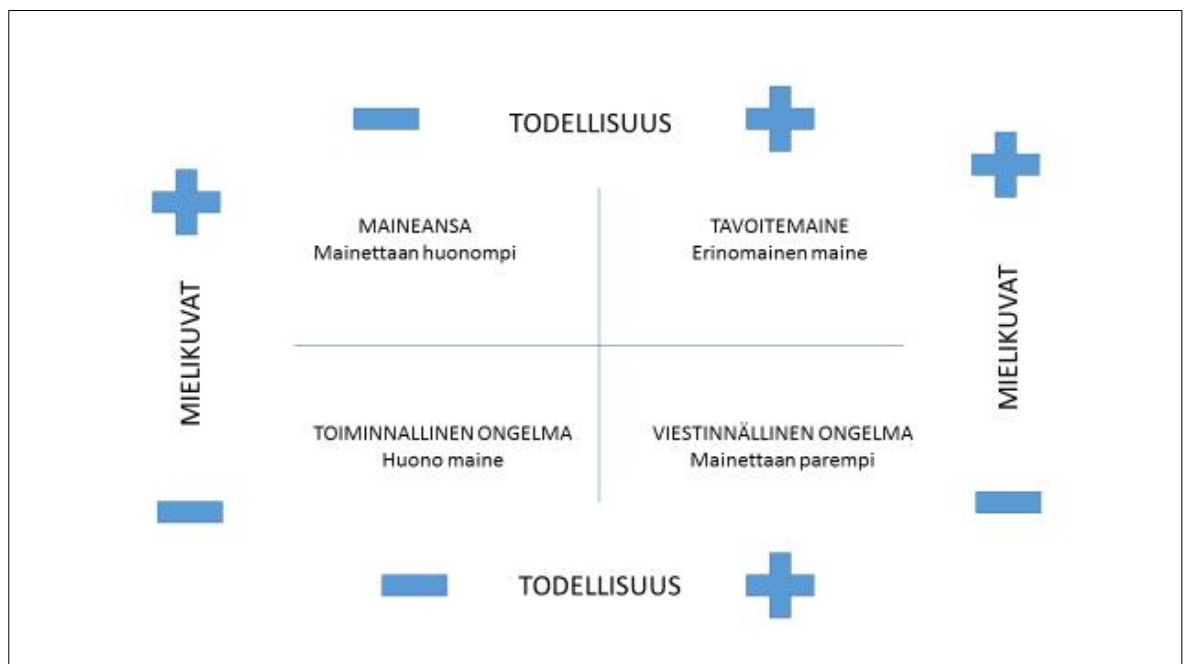 TODELLISUUS
MAINEANSA
Mainettaan huonompi
TAVOITEMAINE
Erinomainen maine
MIELIKUVAT
MIELIKUVAT
TOIMINNALLINEN ONGELMA
Huono maine
VIESTINNÄLLINEN ONGELMA
Mainettaan parempi
TODELLISUUS